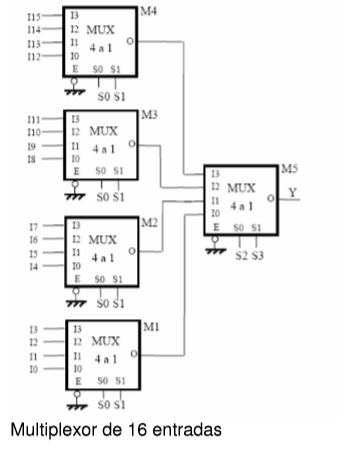 M4
I15 I3
I14 I2 MUX
I13 I1 4 a 1 O
I12 I0
E S0 S1
S0 S1
M3
I11 I3
I10 I2 MUX
I9 I1 4 a 1 O
I8 I0
E S0 S1
S0 S1
M5
I3
I2 MUX
I1 4 a 1 O Y
I0
E S0 S1
S2 S3
M2
I7 I3
I6 I2 MUX
I5 I1 4 a 1 O
I4 I0
E S0 S1
S0 S1
M1
I3 I3
I2 I2 MUX
I1 I1 4 a 1 O
I0 I0
E S0 S1
S0 S1
Multiplexor de 16 entradas